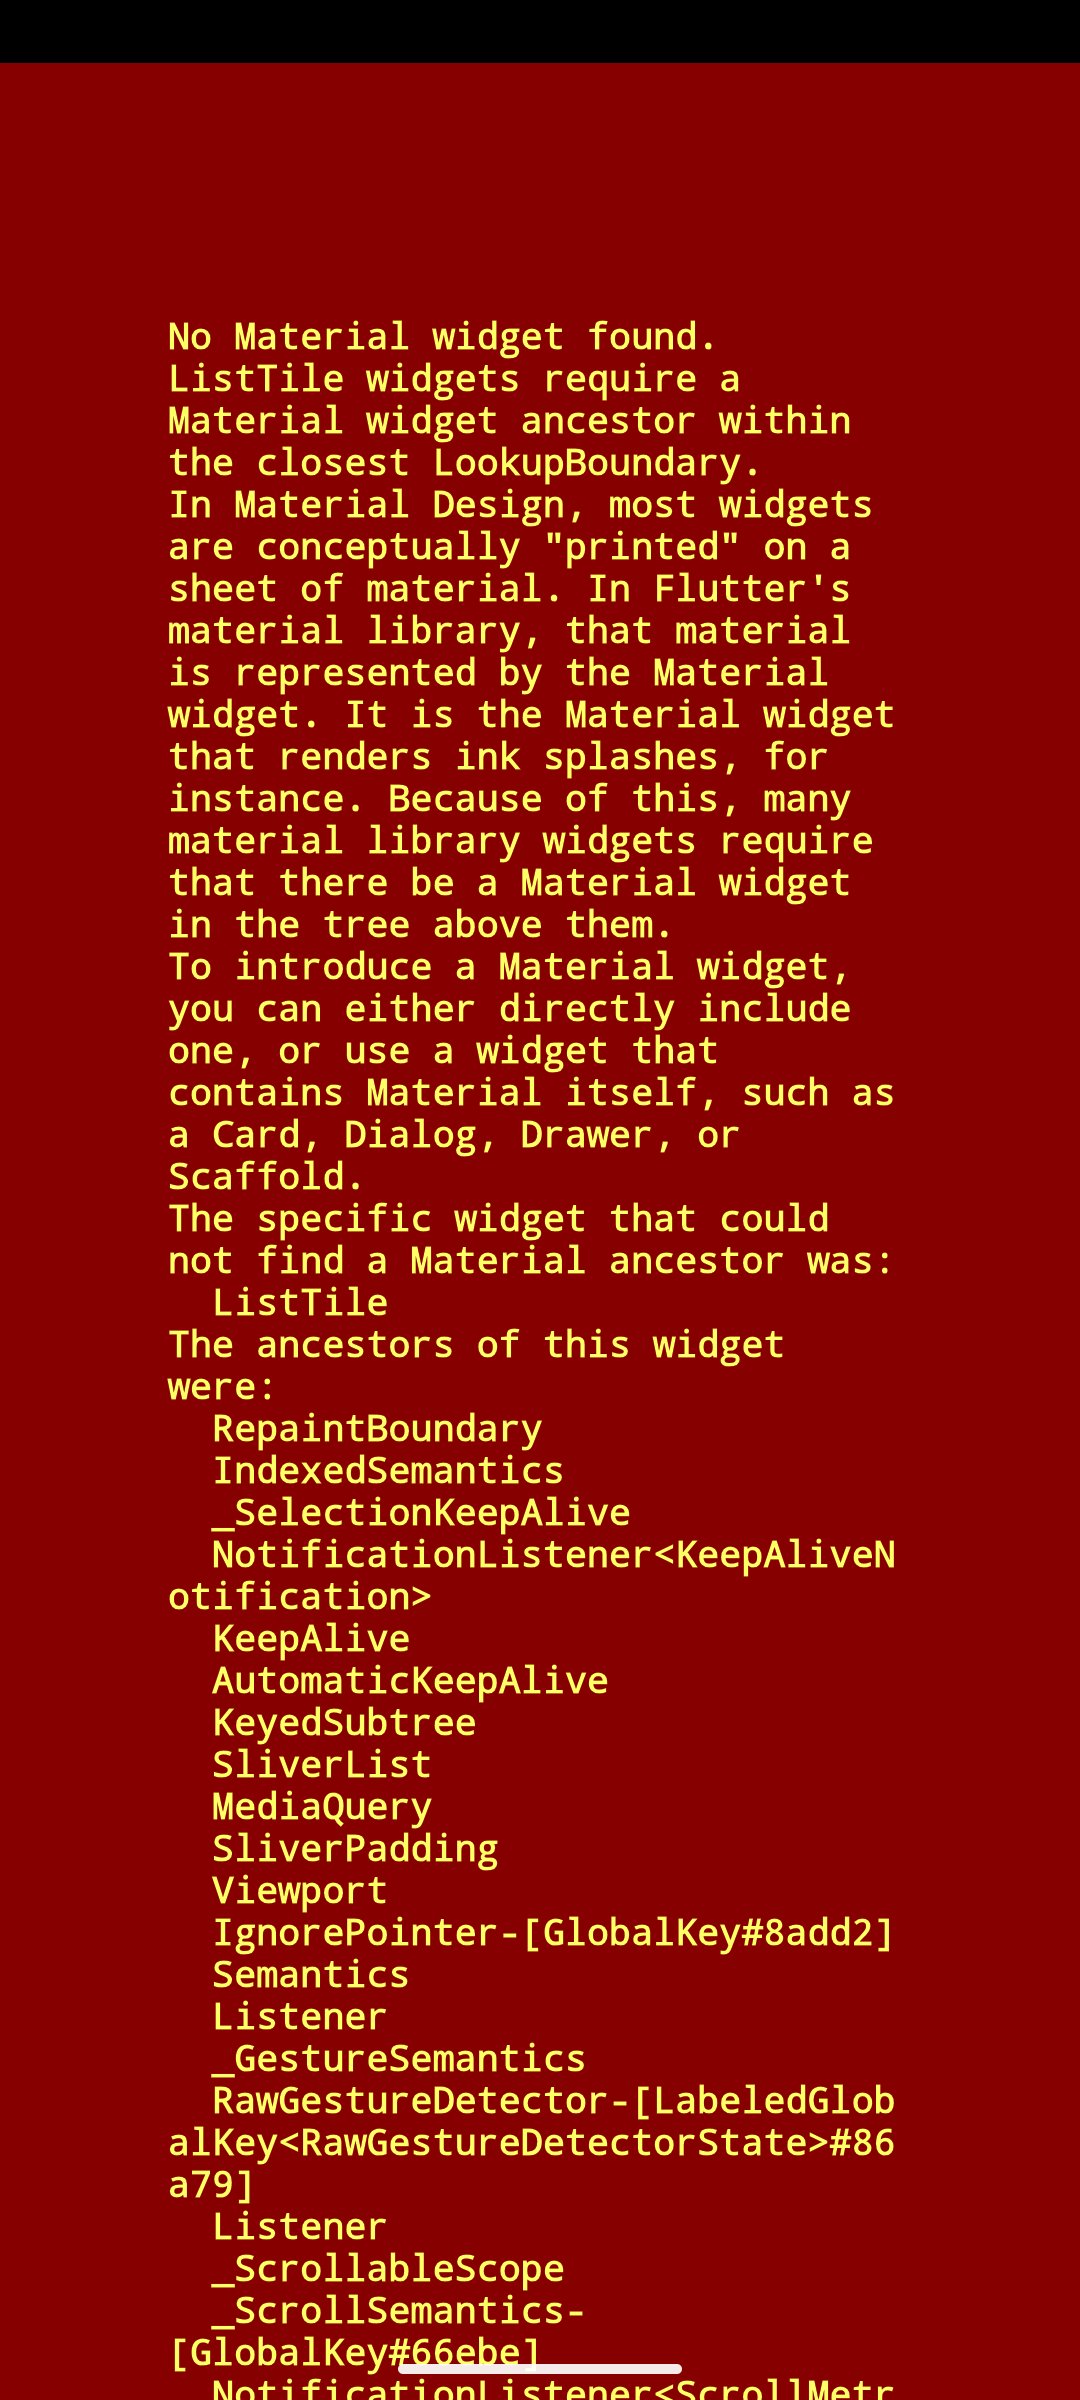 No Material widget found.
ListTile widgets require a
Material widget ancestor within
the closest LookupBoundary.
In Material Design, most widgets
are conceptually "printed" on a
sheet of material. In Flutter's
material library, that material
is represented by the Material
widget. It is the Material widget
that renders ink splashes, for
instance. Because of this, many
material library widgets require
that there be a Material widget
in the tree above them.
To introduce a Material widget,
you can either directly include
one, or use a widget that
contains Material itself, such as
a Card, Dialog, Drawer, or
Scaffold.
The specific widget that could
not find a Material ancestor was:
  ListTile
The ancestors of this widget
were:
  RepaintBoundary
  IndexedSemantics
  _SelectionKeepAlive
  NotificationListener<KeepAliveN
otification>
  KeepAlive
  AutomaticKeepAlive
  KeyedSubtree
  SliverList
  MediaQuery
  SliverPadding
  Viewport
  IgnorePointer-[GlobalKey#8add2]
  Semantics
  Listener
  _GestureSemantics
  RawGestureDetector-[LabeledGlob
alKey<RawGestureDetectorState>#86
a79]
  Listener
  _ScrollableScope
  _ScrollSemantics-
[GlobalKey#66ebe]
  NotificationListener<ScrollMetr